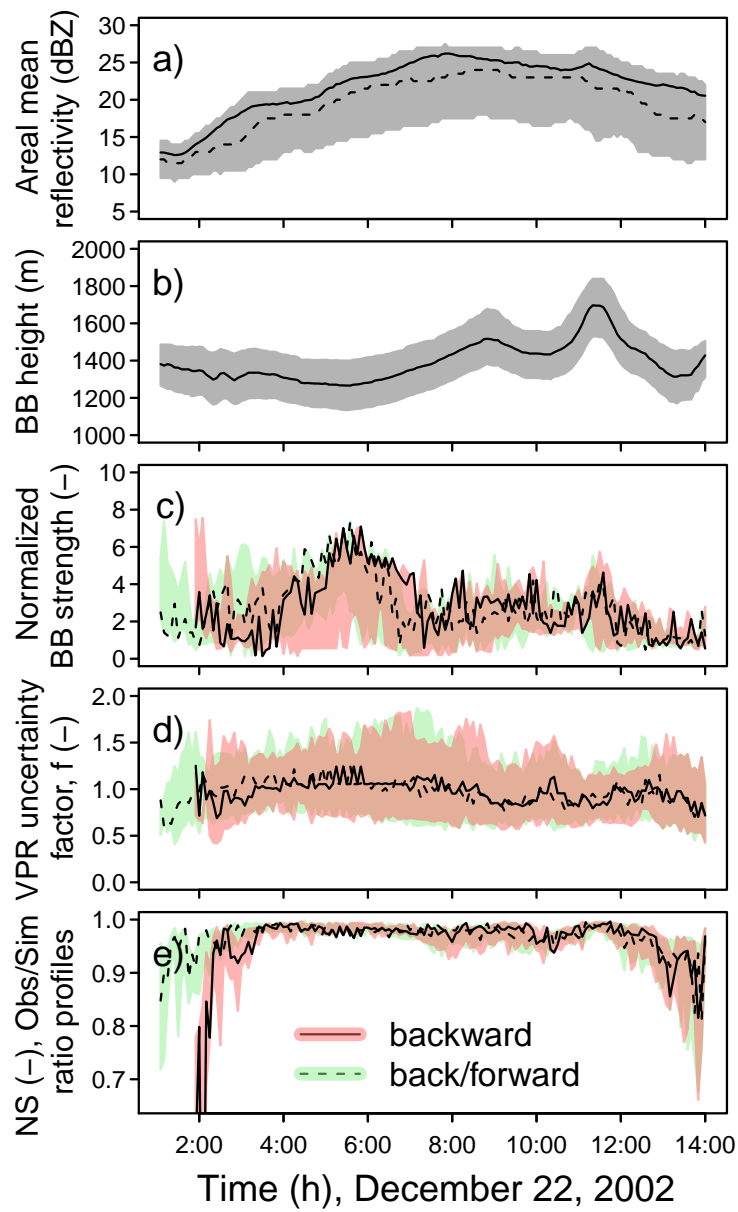 Areal mean
reflectivity (dBZ)
30
25
20
15
10
5
a)
BB height (m)
2000
1800
1600
1400
1200
1000
b)
Normalized
BB strength (–)
10
8
6
4
2
0
c)
VPR uncertainty
factor, f (–)
2.0
1.5
1.0
0.5
0.0
d)
NS (–), Obs/Sim
ratio profiles
1.0
0.9
0.8
0.7
e)
backward
back/forward
2:00 4:00 6:00 8:00 10:00 12:00 14:00
Time (h), December 22, 2002